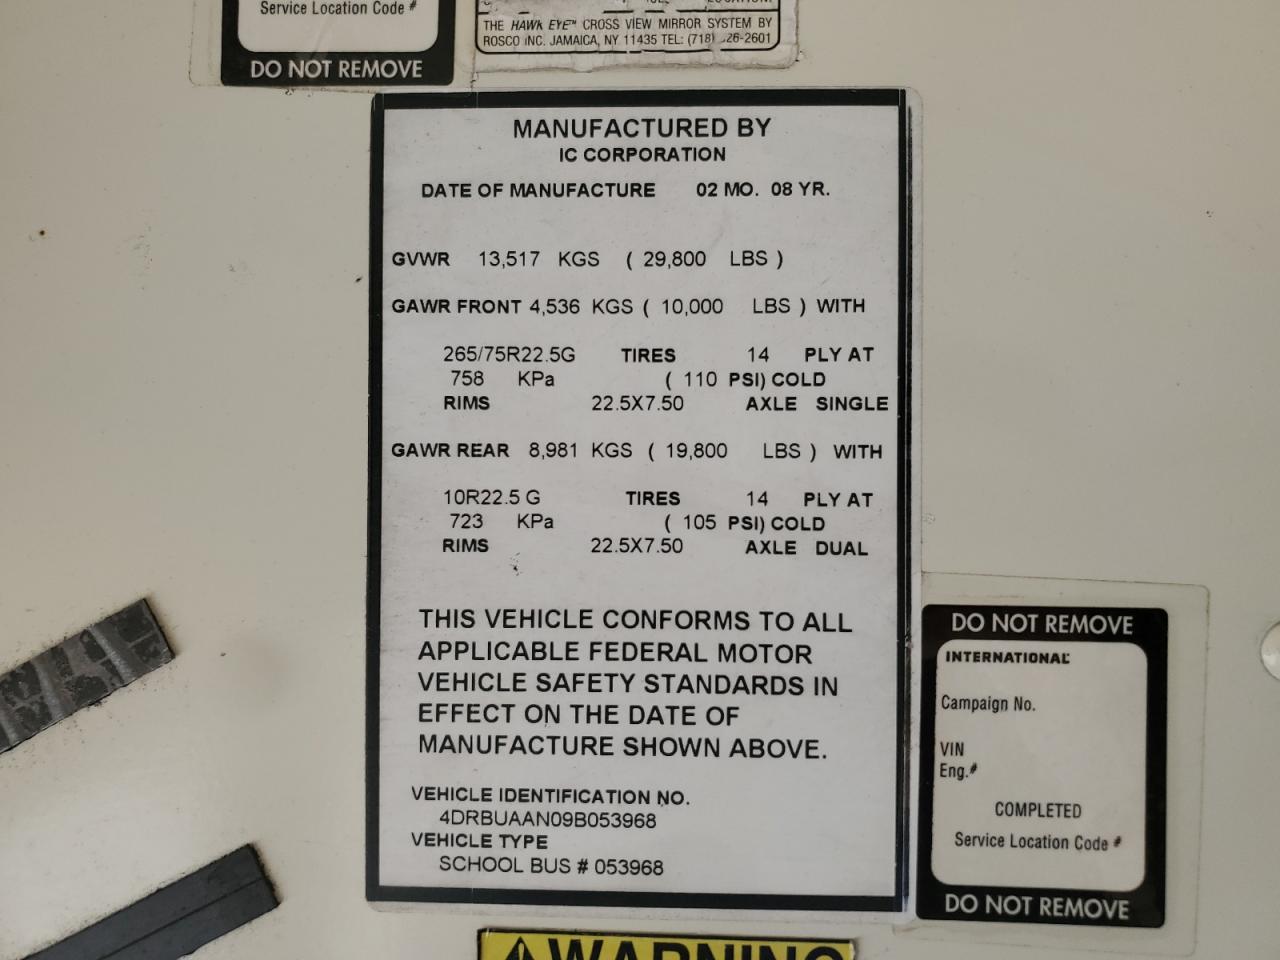 Service Location Code #
DO NOT REMOVE
THE HAWK EYE™ CROSS VIEW MIRROR SYSTEM BY
ROSCO INC. JAMAICA, NY 11435 TEL: (718) 26-2601
MANUFACTURED BY
IC CORPORATION
DATE OF MANUFACTURE 02 MO. 08 YR.
GVWR 13,517 KGS ( 29,800 LBS )
GAWR FRONT 4,536 KGS ( 10,000 LBS ) WITH
265/75R22.5G TIRES 14 PLY AT
758 KPa ( 110 PSI) COLD
RIMS 22.5X7.50 AXLE SINGLE
GAWR REAR 8,981 KGS ( 19,800 LBS ) WITH
10R22.5 G TIRES 14 PLY AT
723 KPa ( 105 PSI) COLD
RIMS 22.5X7.50 AXLE DUAL
THIS VEHICLE CONFORMS TO ALL
APPLICABLE FEDERAL MOTOR
VEHICLE SAFETY STANDARDS IN
EFFECT ON THE DATE OF
MANUFACTURE SHOWN ABOVE.
VEHICLE IDENTIFICATION NO.
4DRBUAAN09B053968
VEHICLE TYPE
SCHOOL BUS # 053968
DO NOT REMOVE
INTERNATIONAL
Campaign No.
VIN
Eng.#
COMPLETED
Service Location Code #
DO NOT REMOVE
WARNING